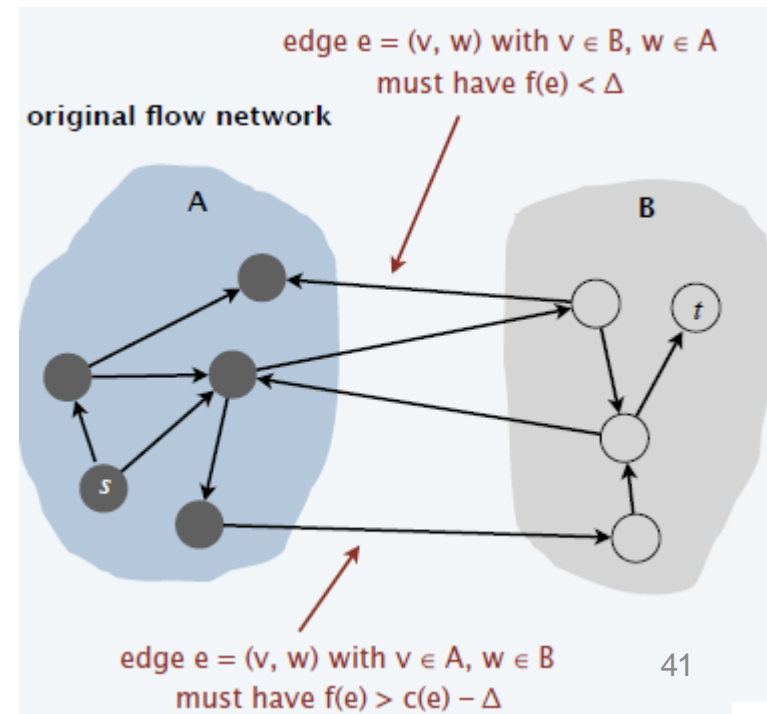 edge e = (v, w) with v ∈ B, w ∈ A
must have f(e) < Δ
original flow network
A
B
t
s
edge e = (v, w) with v ∈ A, w ∈ B
must have f(e) > c(e) – Δ
41